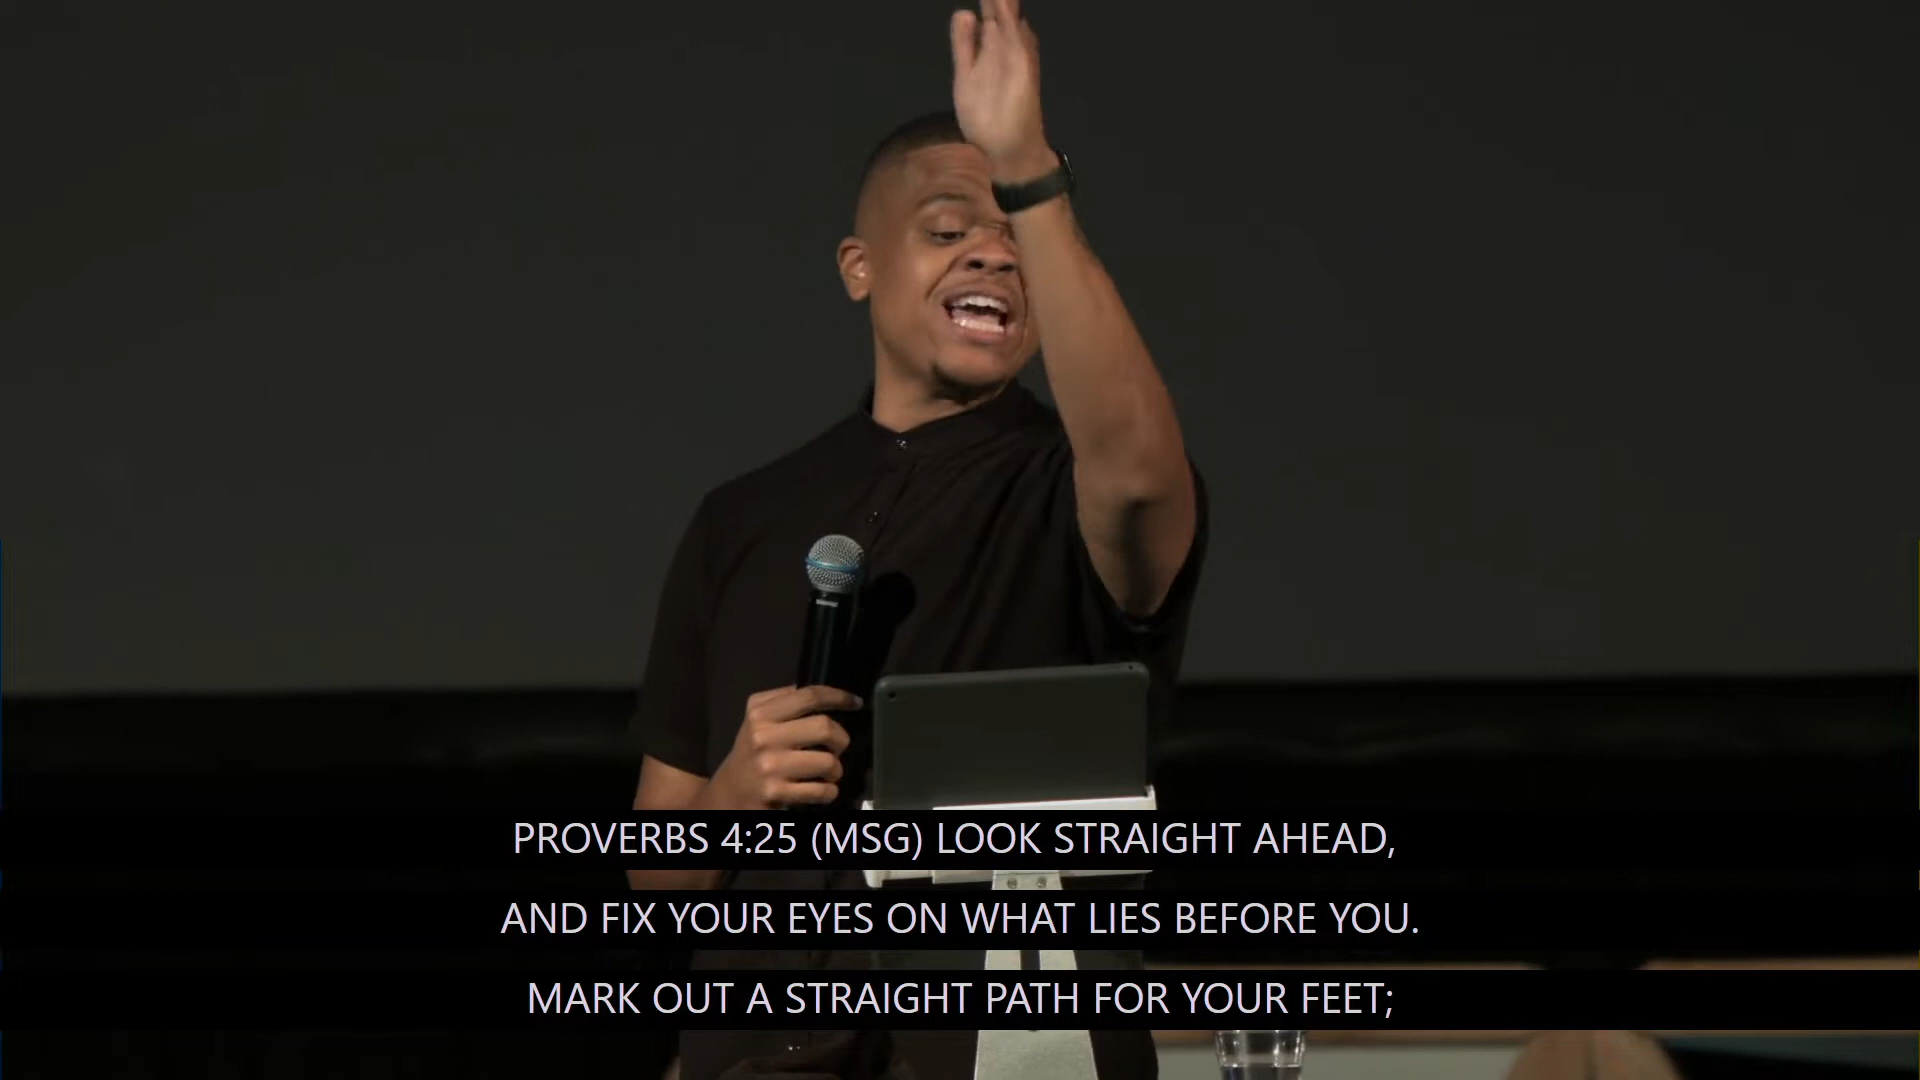 PROVERBS 4:25 (MSG) LOOK STRAIGHT AHEAD,
AND FIX YOUR EYES ON WHAT LIES BEFORE YOU.
MARK OUT A STRAIGHT PATH FOR YOUR FEET;